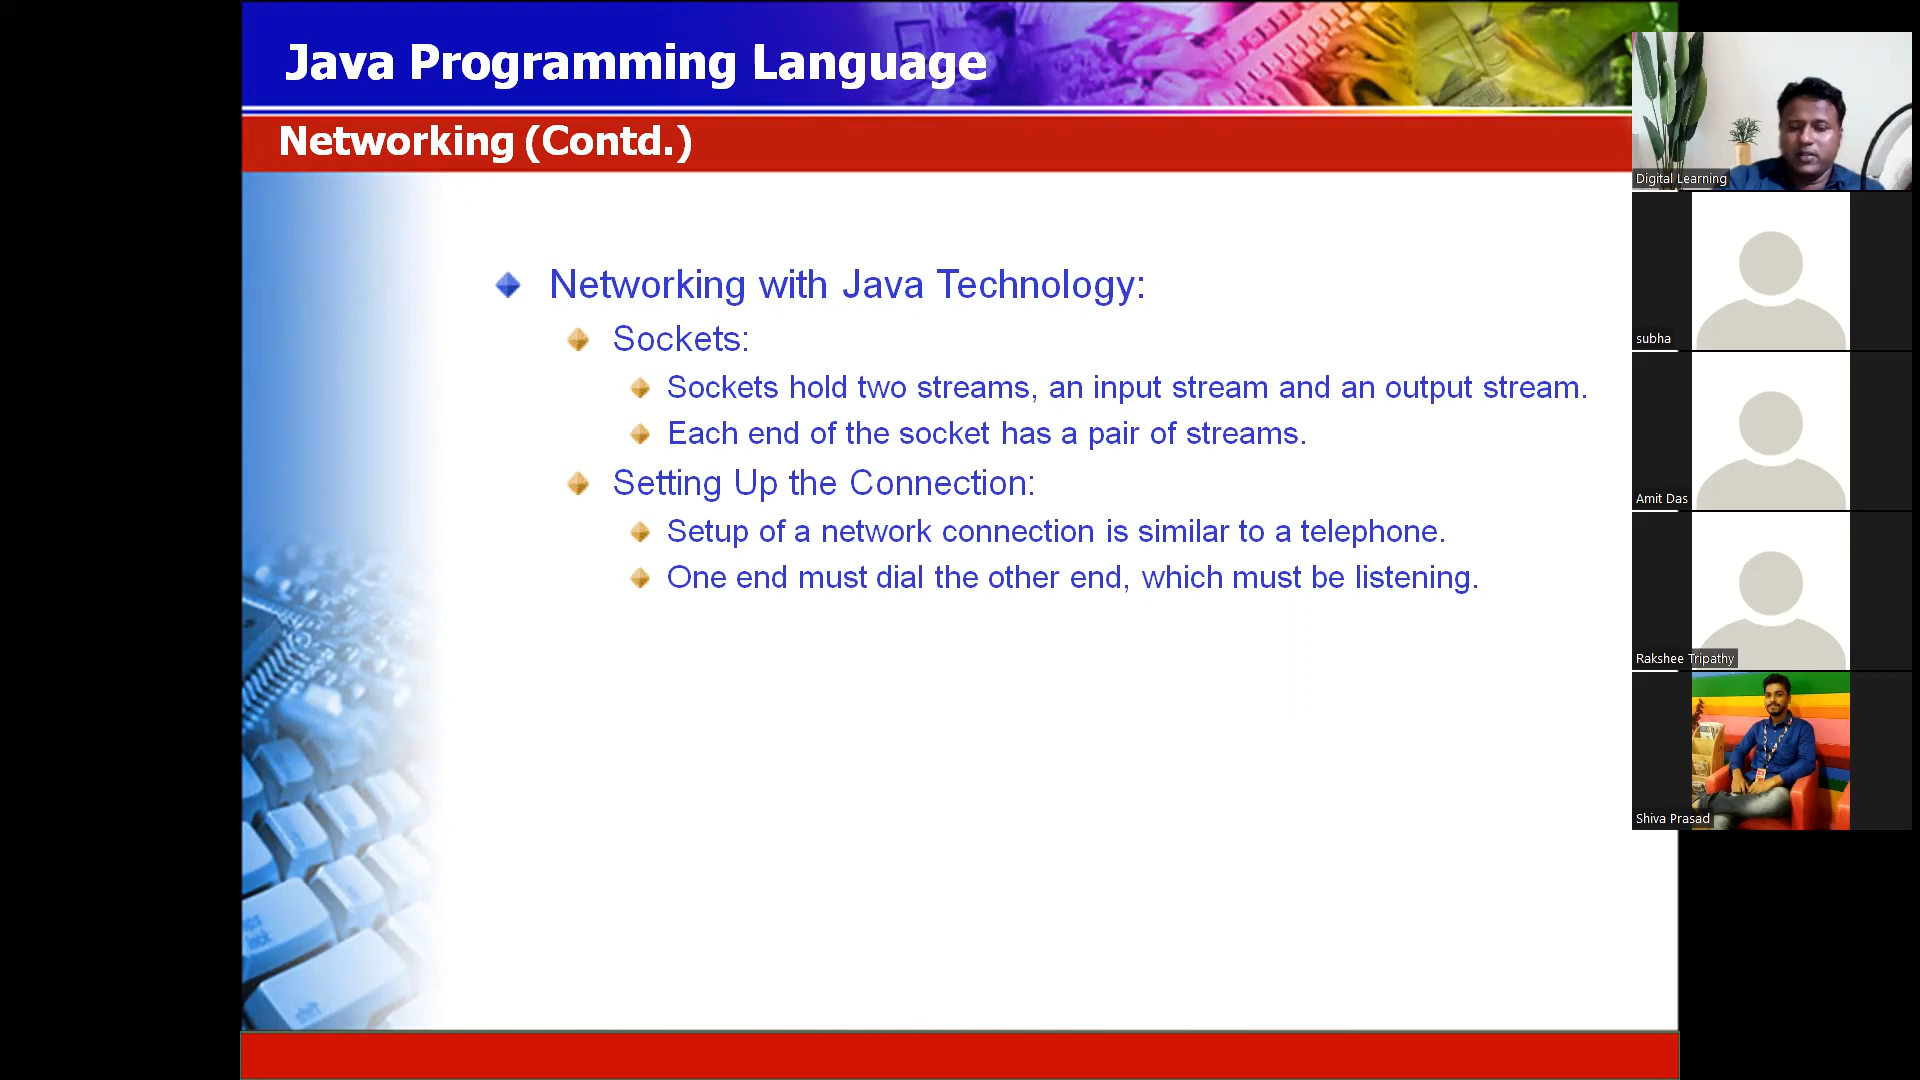 Java Programming Language
Networking (Contd.)
Networking with Java Technology:
Sockets:
Sockets hold two streams, an input stream and an output stream.
Each end of the socket has a pair of streams.
Setting Up the Connection:
Setup of a network connection is similar to a telephone.
One end must dial the other end, which must be listening.
Digital Learning
subha
Amit Das
Rakshee Tripathy
Shiva Prasad
shift